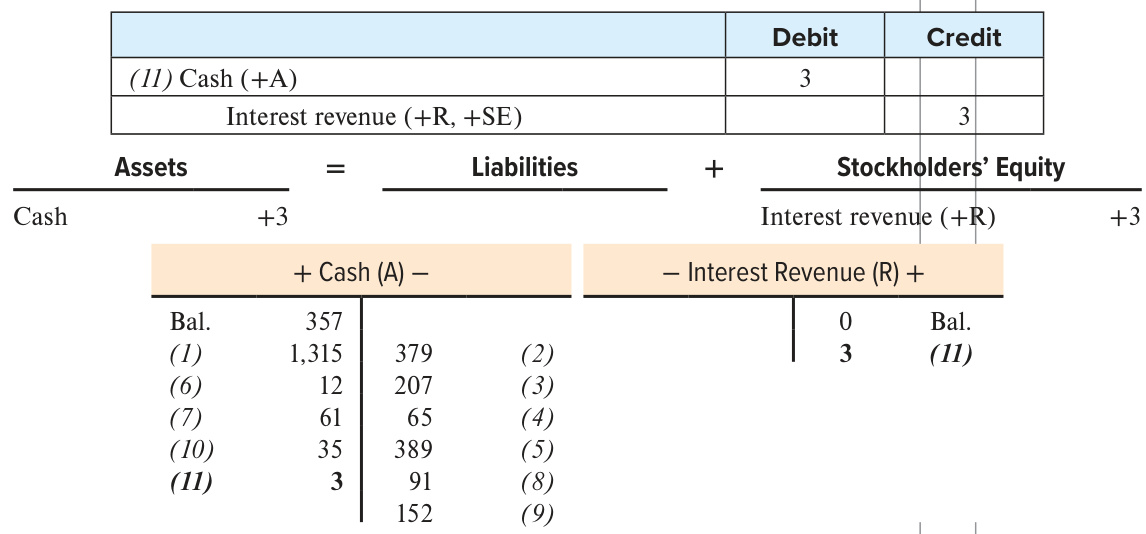 Debit Credit
(11) Cash (+A) 3
Interest revenue (+R, +SE) 3
Assets = Liabilities + Stockholders’ Equity
Cash +3 Interest revenue (+R) +3
+ Cash (A) − − Interest Revenue (R) +
Bal. 357 0 Bal.
(1) 1,315 379 (2) 3 (11)
(6) 12 207 (3)
(7) 61 65 (4)
(10) 35 389 (5)
(11) 3 91 (8)
152 (9)